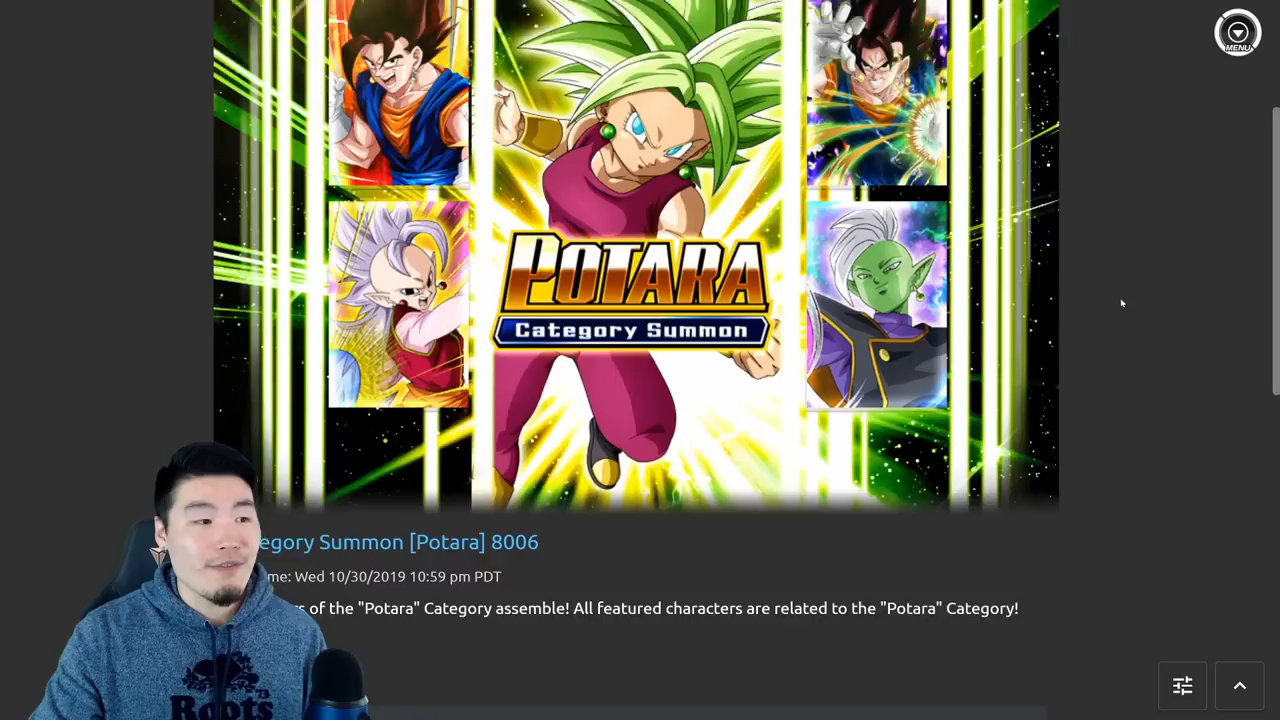 MENU
POTARA
Category Summon
egory Summon [Potara] 8006
me: Wed 10/30/2019 10:59 pm PDT
s of the "Potara" Category assemble! All featured characters are related to the "Potara" Category!
Roots